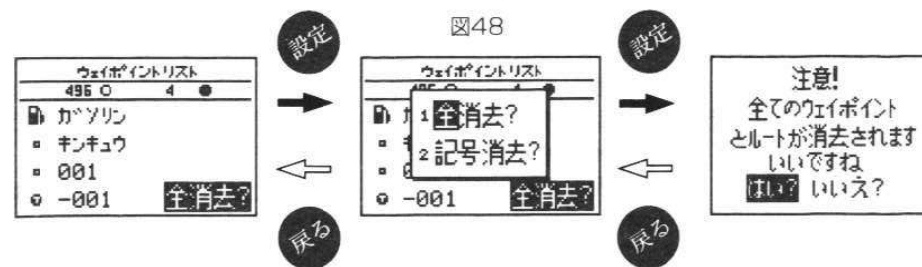 図48
設定
設定
ウェイポイントリスト
496 ○ 4 ●
ガソリン
キンキュウ
001
-001
全消去?
ウェイポイントリスト
1 全消去?
2 記号消去?
-001
全消去?
注意!
全てのウェイポイント
とルートが消去されます
いいですね
はい? いいえ?
戻る
戻る